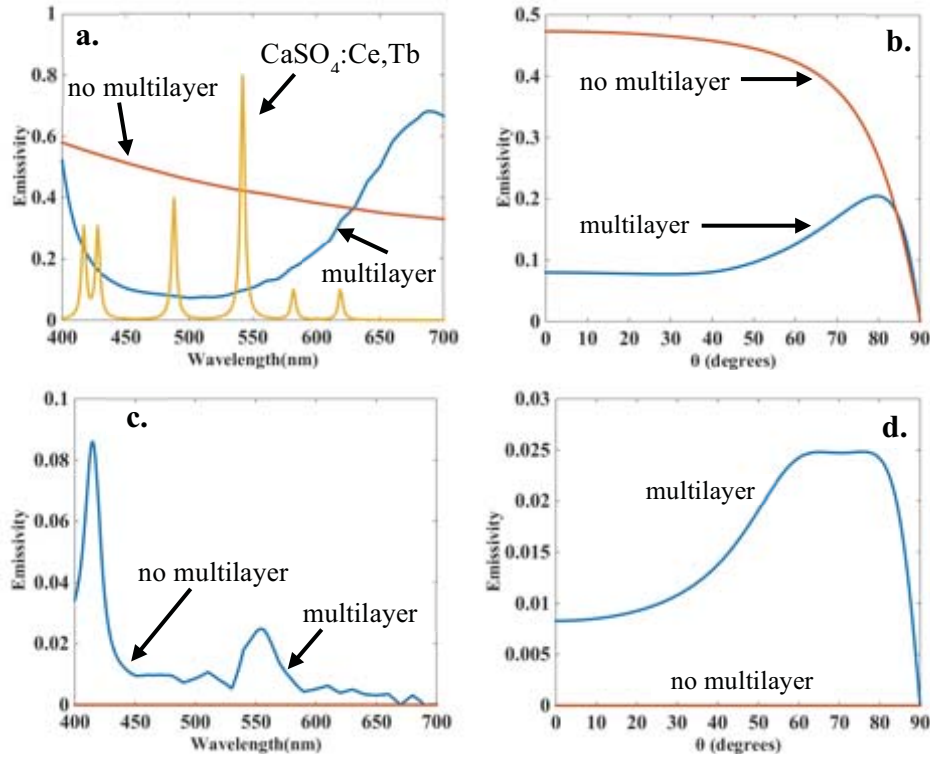 a.
CaSO4:Ce,Tb
no multilayer
multilayer
Emissivity
1
0.8
0.6
0.4
0.2
0
400 450 500 550 600 650 700
Wavelength(nm)
b.
no multilayer
multilayer
Emissivity
0.5
0.4
0.3
0.2
0.1
0
0 10 20 30 40 50 60 70 80 90
θ (degrees)
c.
no multilayer
multilayer
Emissivity
0.1
0.08
0.06
0.04
0.02
0
400 450 500 550 600 650 700
Wavelength(nm)
d.
multilayer
no multilayer
Emissivity
0.03
0.025
0.02
0.015
0.01
0.005
0
0 10 20 30 40 50 60 70 80 90
θ (degrees)